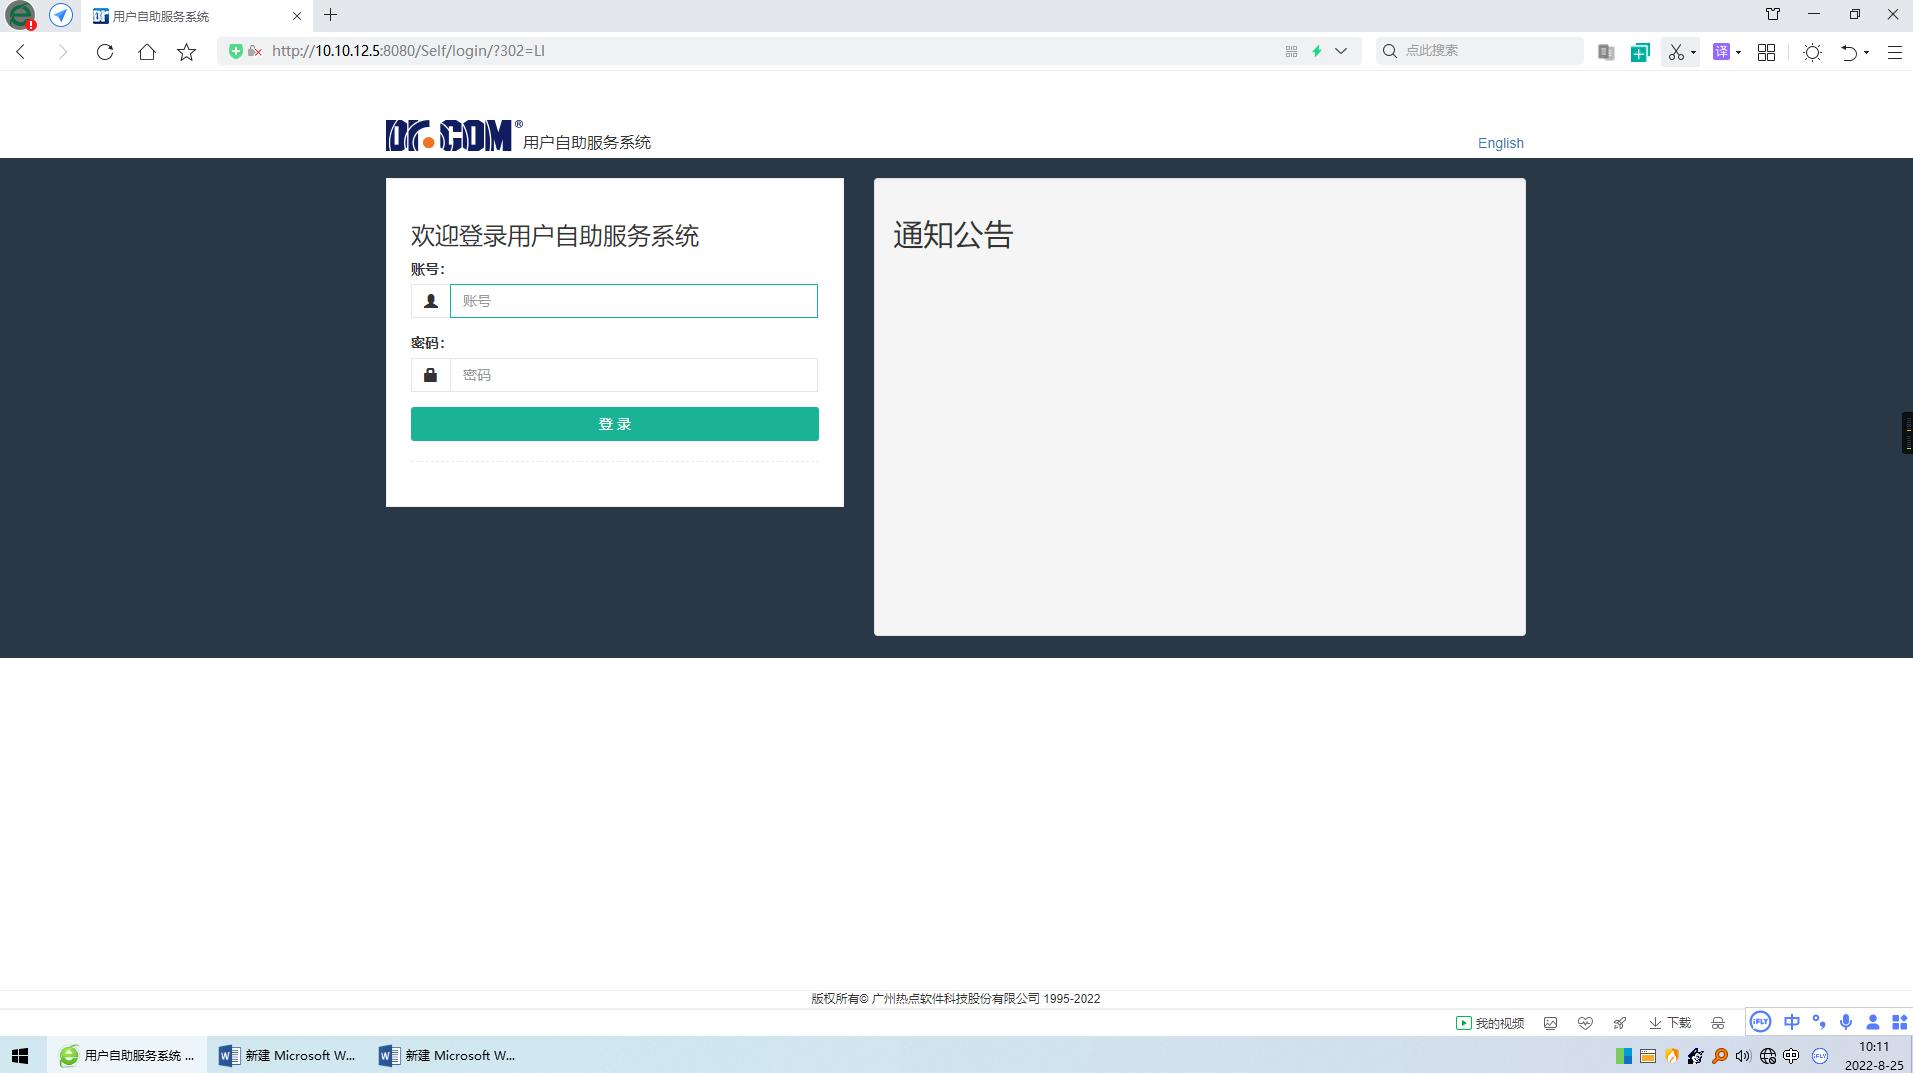 用户自助服务系统
http://10.10.12.5:8080/Self/login/?302=LI
点此搜索
译
Dr.COM® 用户自助服务系统
English
欢迎登录用户自助服务系统
账号：
账号
密码：
密码
登 录
通知公告
版权所有© 广州热点软件科技股份有限公司 1995-2022
我的视频
下载
iFLY 中
用户自助服务系统 ...
新建 Microsoft W...
新建 Microsoft W...
10:11
2022-8-25